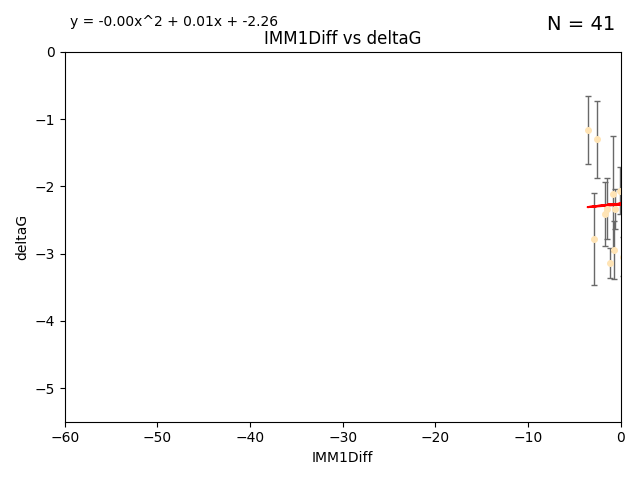 y = -0.00x^2 + 0.01x + -2.26
N = 41
IMM1Diff vs deltaG
deltaG
0
−1
−2
−3
−4
−5
−60
−50
−40
−30
−20
−10
0
IMM1Diff